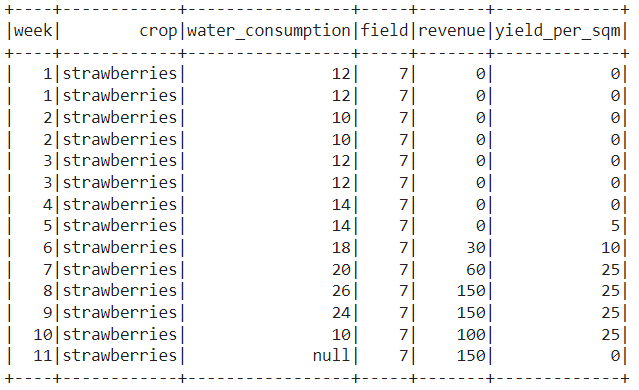 +----+------------+-----------------+-----+-------+-------------+
|week|        crop|water_consumption|field|revenue|yield_per_sqm|
+----+------------+-----------------+-----+-------+-------------+
|   1|strawberries|               12|    7|      0|            0|
|   1|strawberries|               12|    7|      0|            0|
|   2|strawberries|               10|    7|      0|            0|
|   2|strawberries|               10|    7|      0|            0|
|   3|strawberries|               12|    7|      0|            0|
|   3|strawberries|               12|    7|      0|            0|
|   4|strawberries|               14|    7|      0|            0|
|   5|strawberries|               14|    7|      0|            5|
|   6|strawberries|               18|    7|     30|           10|
|   7|strawberries|               20|    7|     60|           25|
|   8|strawberries|               26|    7|    150|           25|
|   9|strawberries|               24|    7|    150|           25|
|  10|strawberries|               10|    7|    100|           25|
|  11|strawberries|             null|    7|    150|            0|
+----+------------+-----------------+-----+-------+-------------+